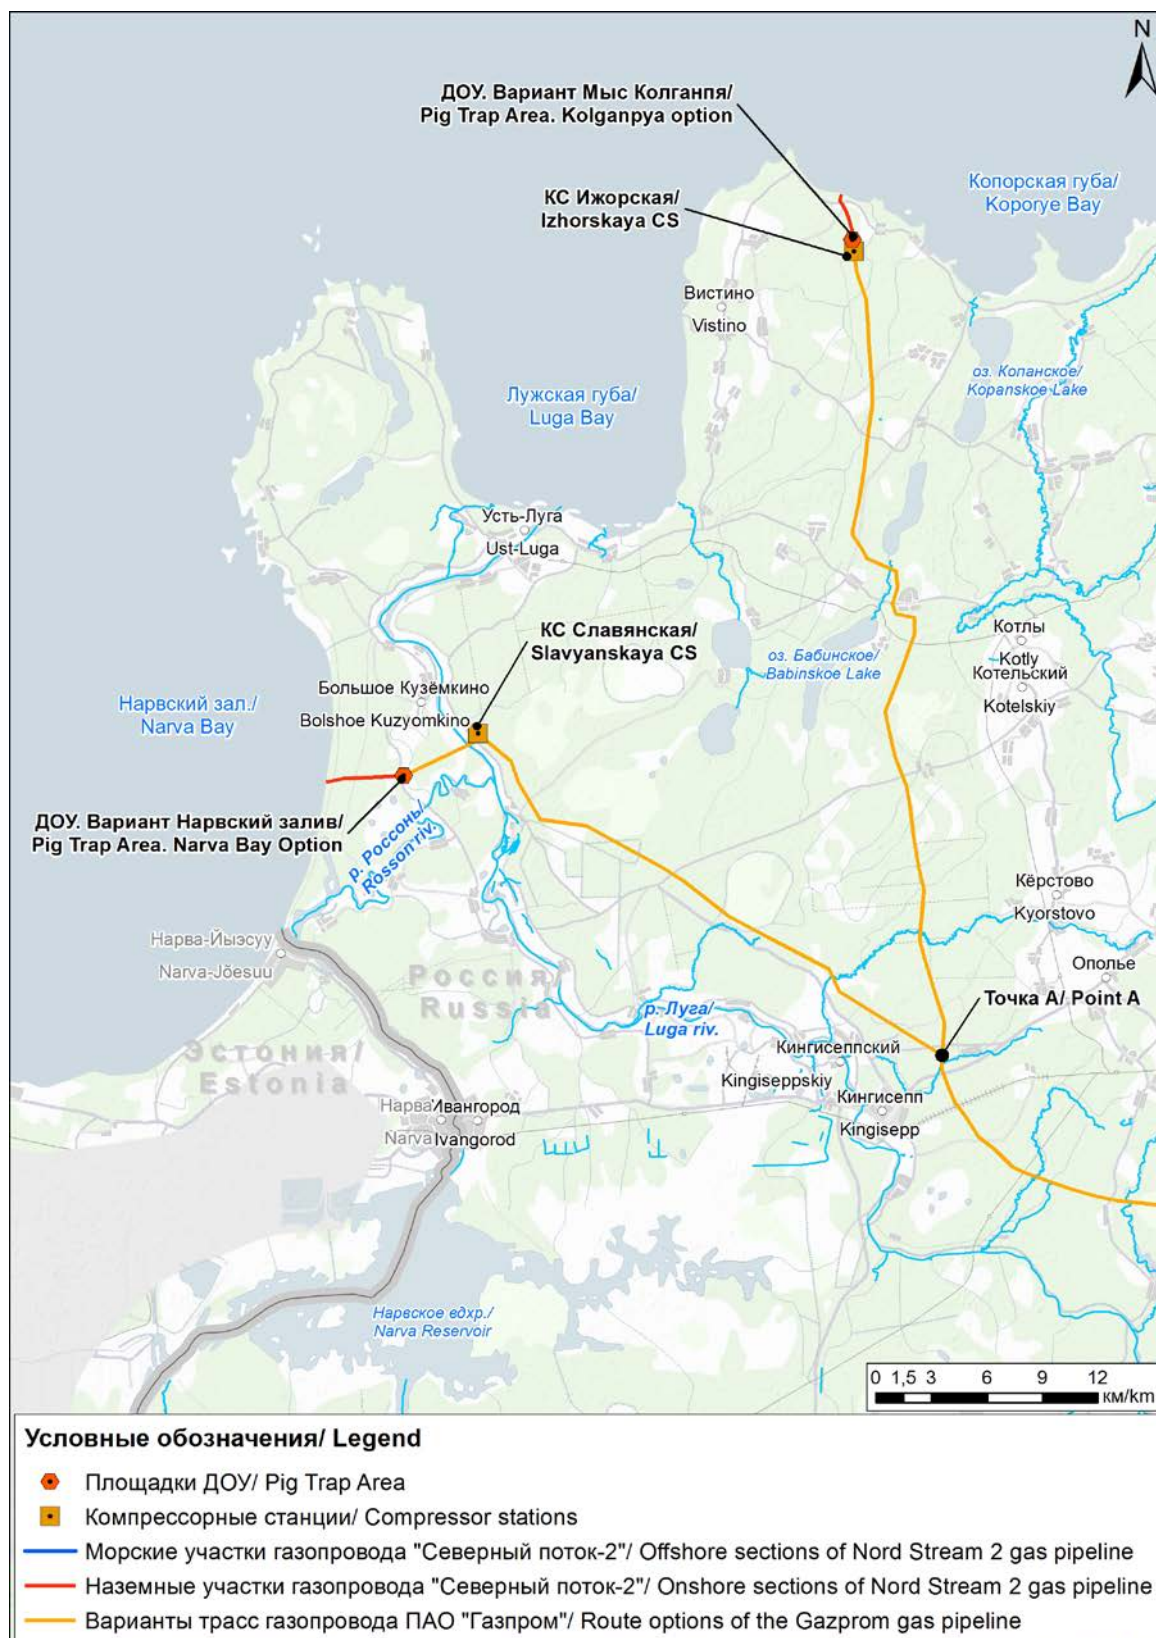 N
ДОУ. Вариант Мыс Колганпя/
Pig Trap Area. Kolganpya option
КС Ижорская/
Izhorskaya CS
Копорская губа/
Koporye Bay
Вистино
Vistino
оз. Копанское/
Kopanskoe Lake
Лужская губа/
Luga Bay
Усть-Луга
Ust-Luga
КС Славянская/
Slavyanskaya CS
оз. Бабинское/
Babinskoe Lake
Котлы
Kotly
Котельский
Kotelskiy
Большое Кузёмкино
Bolshoe Kuzyomkino
Нарвский зал./
Narva Bay
ДОУ. Вариант Нарвский залив/
Pig Trap Area. Narva Bay Option
р. Россонь/
Rosson riv.
Кёрстово
Kyorstovo
Нарва-Йыэсуу
Narva-Jõesuu
Ополье
Россия/
Russia
Точка А/ Point A
р. Луга/
Luga riv.
Эстония/
Estonia
Кингисеппский
Kingiseppskiy
Кингисепп
Kingisepp
Нарва
Narva
Ивангород
Ivangorod
Нарвское вдхр./
Narva Reservoir
0 1,5 3 6 9 12
км/km
Условные обозначения/ Legend
Площадки ДОУ/ Pig Trap Area
Компрессорные станции/ Compressor stations
Морские участки газопровода "Северный поток-2"/ Offshore sections of Nord Stream 2 gas pipeline
Наземные участки газопровода "Северный поток-2"/ Onshore sections of Nord Stream 2 gas pipeline
Варианты трасс газопровода ПАО "Газпром"/ Route options of the Gazprom gas pipeline